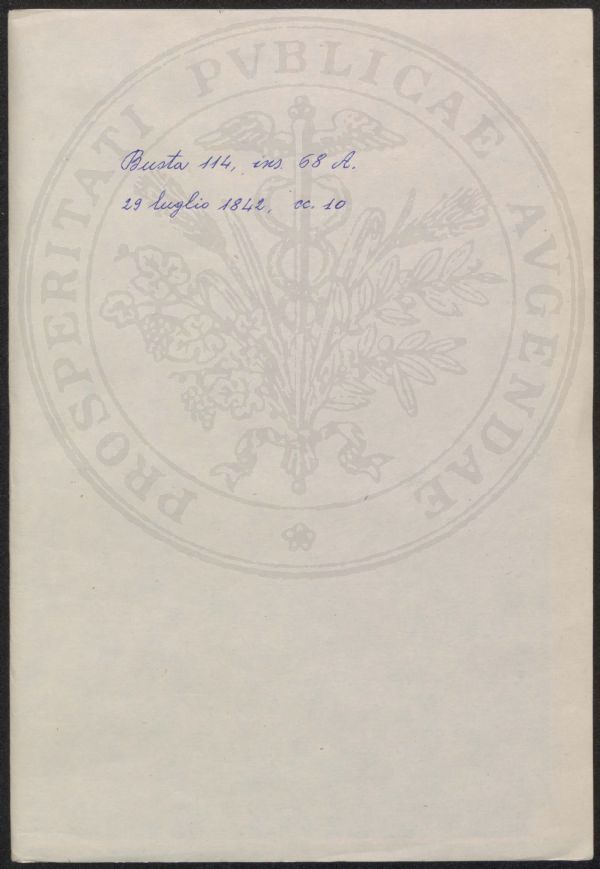 PROSPERITATI PVBLICAE AVGENDAE
Busta 114, ins. 68 A.
29 luglio 1842, cc. 10